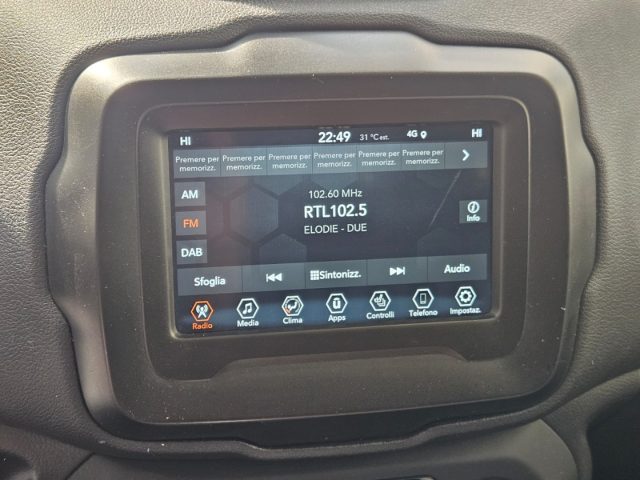 HI 22:49 31 °C est. 4G HI
Premere per memorizz. Premere per memorizz. Premere per memorizz. Premere per memorizz. Premere per memorizz. Premere per memorizz.
AM
102.60 MHz
FM
RTL102.5
Info
ELODIE - DUE
DAB
Sfoglia Sintonizz. Audio
Radio Media Clima Apps Controlli Telefono Impostaz.